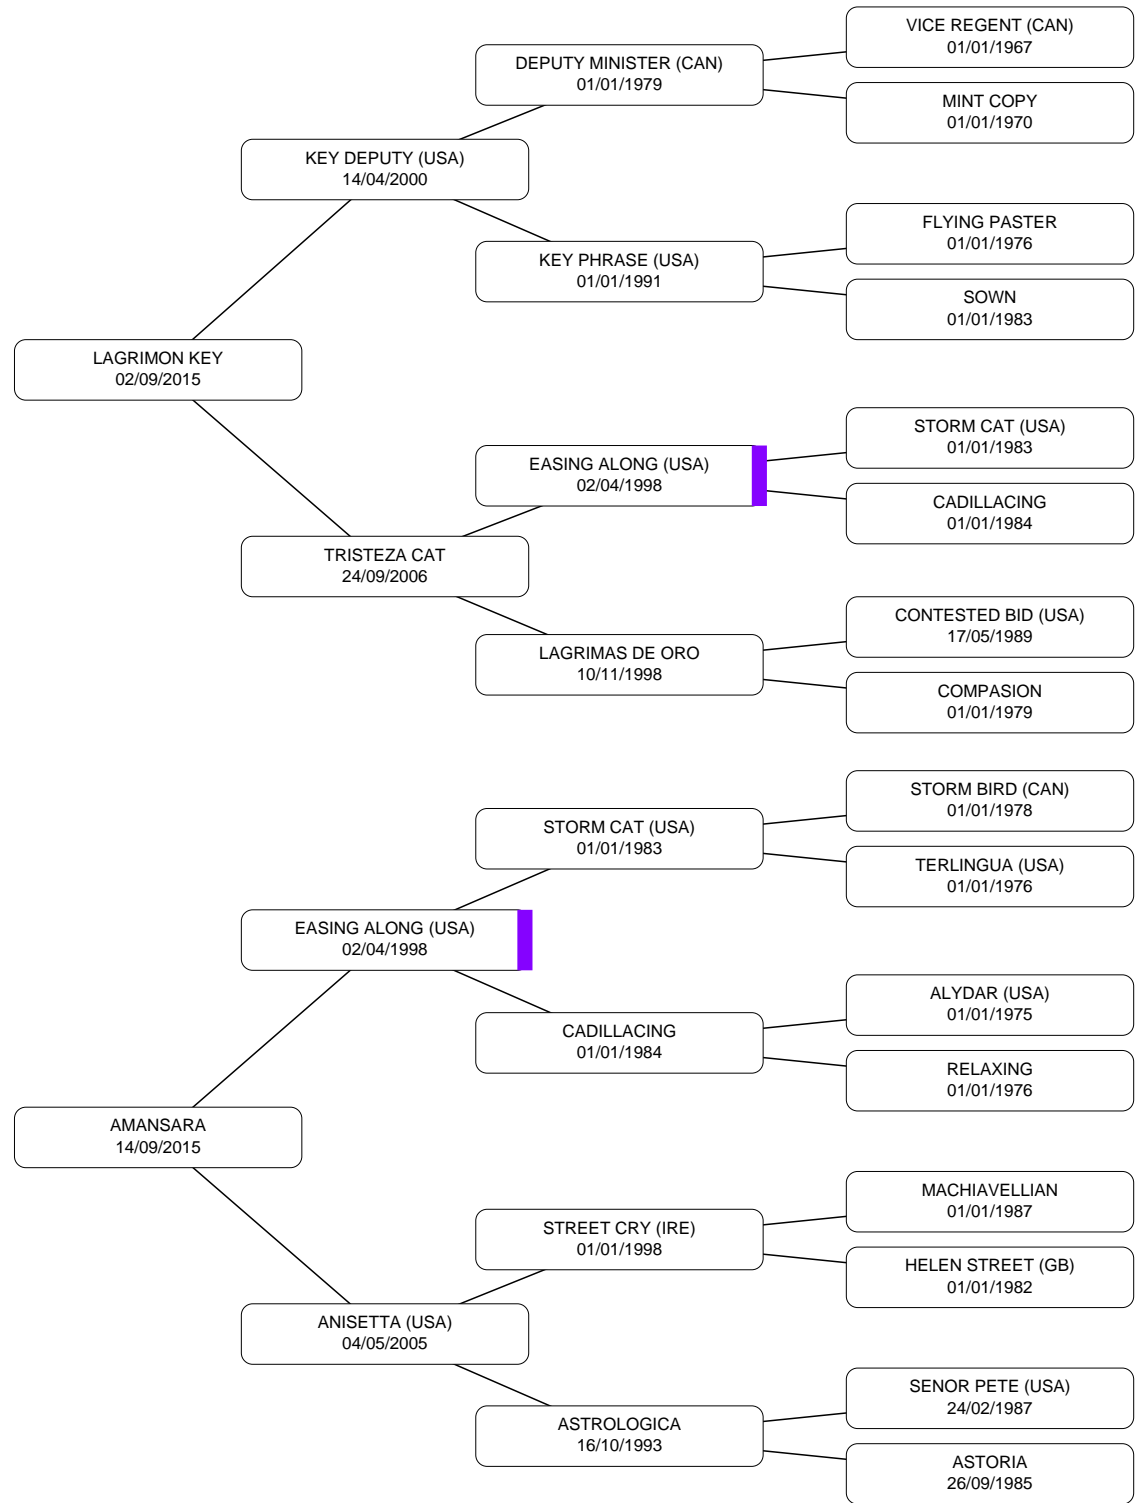 VICE REGENT (CAN)
01/01/1967
DEPUTY MINISTER (CAN)
01/01/1979
MINT COPY
01/01/1970
KEY DEPUTY (USA)
14/04/2000
FLYING PASTER
01/01/1976
KEY PHRASE (USA)
01/01/1991
SOWN
01/01/1983
LAGRIMON KEY
02/09/2015
STORM CAT (USA)
01/01/1983
EASING ALONG (USA)
02/04/1998
CADILLACING
01/01/1984
TRISTEZA CAT
24/09/2006
CONTESTED BID (USA)
17/05/1989
LAGRIMAS DE ORO
10/11/1998
COMPASION
01/01/1979
STORM BIRD (CAN)
01/01/1978
STORM CAT (USA)
01/01/1983
TERLINGUA (USA)
01/01/1976
EASING ALONG (USA)
02/04/1998
ALYDAR (USA)
01/01/1975
CADILLACING
01/01/1984
RELAXING
01/01/1976
AMANSARA
14/09/2015
MACHIAVELLIAN
01/01/1987
STREET CRY (IRE)
01/01/1998
HELEN STREET (GB)
01/01/1982
ANISETTA (USA)
04/05/2005
SENOR PETE (USA)
24/02/1987
ASTROLOGICA
16/10/1993
ASTORIA
26/09/1985